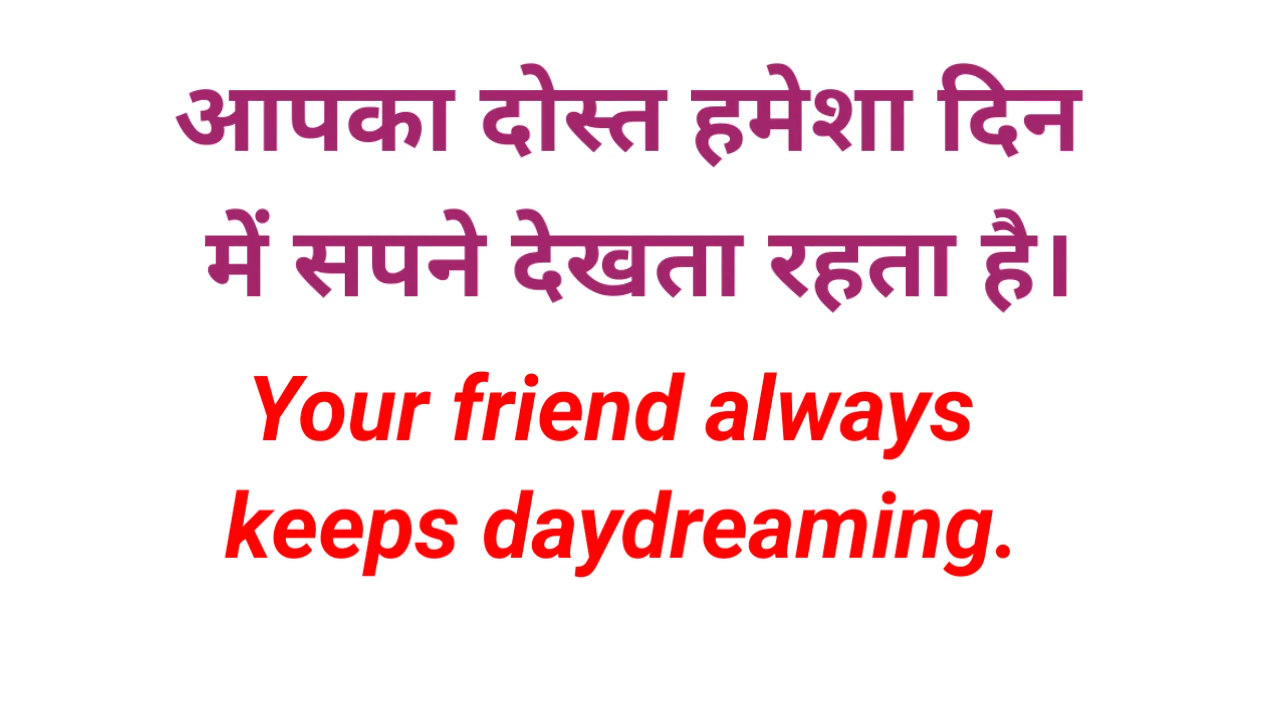 आपका दोस्त हमेशा दिन
में सपने देखता रहता है।
Your friend always
keeps daydreaming.